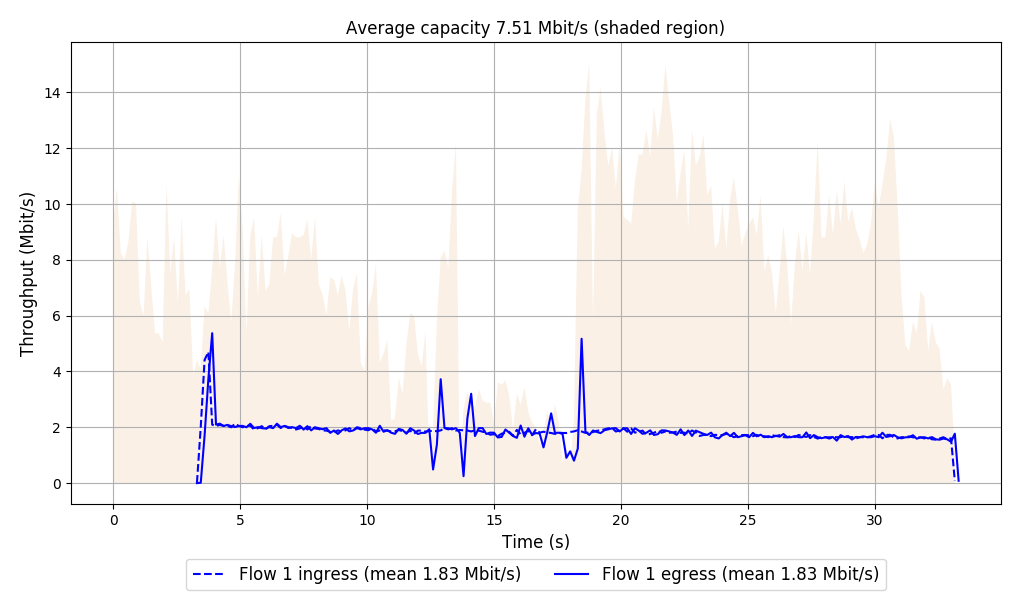 Average capacity 7.51 Mbit/s (shaded region)
Throughput (Mbit/s)
14
12
10
8
6
4
2
0
0 5 10 15 20 25 30
Time (s)
Flow 1 ingress (mean 1.83 Mbit/s) Flow 1 egress (mean 1.83 Mbit/s)